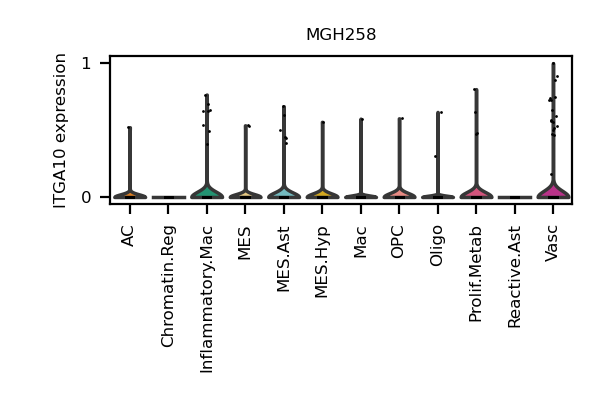 MGH258
ITGA10 expression
1
0
AC
Chromatin.Reg
Inflammatory.Mac
MES
MES.Ast
MES.Hyp
Mac
OPC
Oligo
Prolif.Metab
Reactive.Ast
Vasc